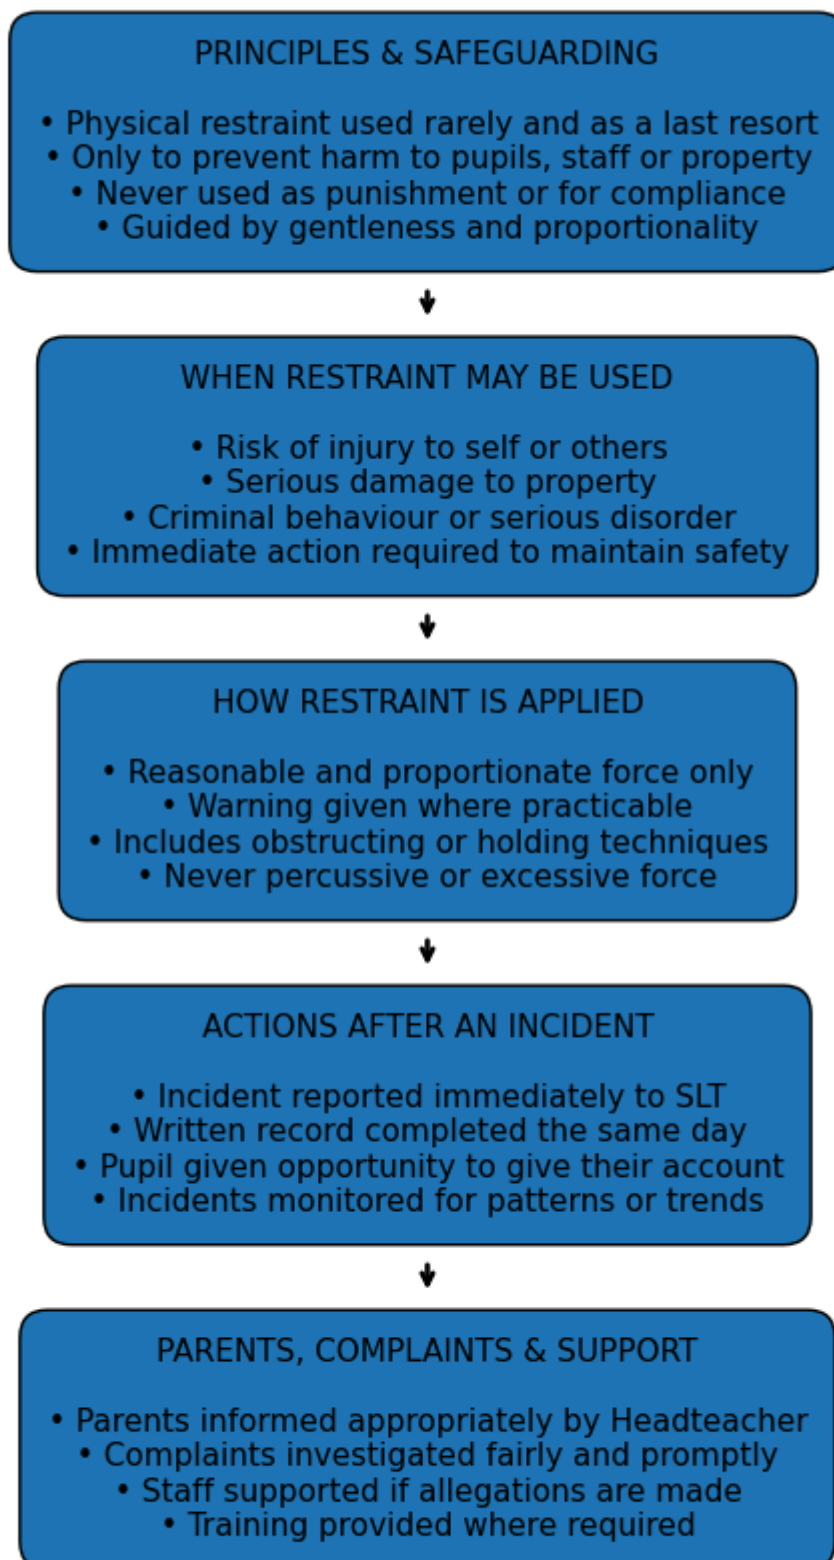 PRINCIPLES & SAFEGUARDING
• Physical restraint used rarely and as a last resort
• Only to prevent harm to pupils, staff or property
• Never used as punishment or for compliance
• Guided by gentleness and proportionality
WHEN RESTRAINT MAY BE USED
• Risk of injury to self or others
• Serious damage to property
• Criminal behaviour or serious disorder
• Immediate action required to maintain safety
HOW RESTRAINT IS APPLIED
• Reasonable and proportionate force only
• Warning given where practicable
• Includes obstructing or holding techniques
• Never percussive or excessive force
ACTIONS AFTER AN INCIDENT
• Incident reported immediately to SLT
• Written record completed the same day
• Pupil given opportunity to give their account
• Incidents monitored for patterns or trends
PARENTS, COMPLAINTS & SUPPORT
• Parents informed appropriately by Headteacher
• Complaints investigated fairly and promptly
• Staff supported if allegations are made
• Training provided where required